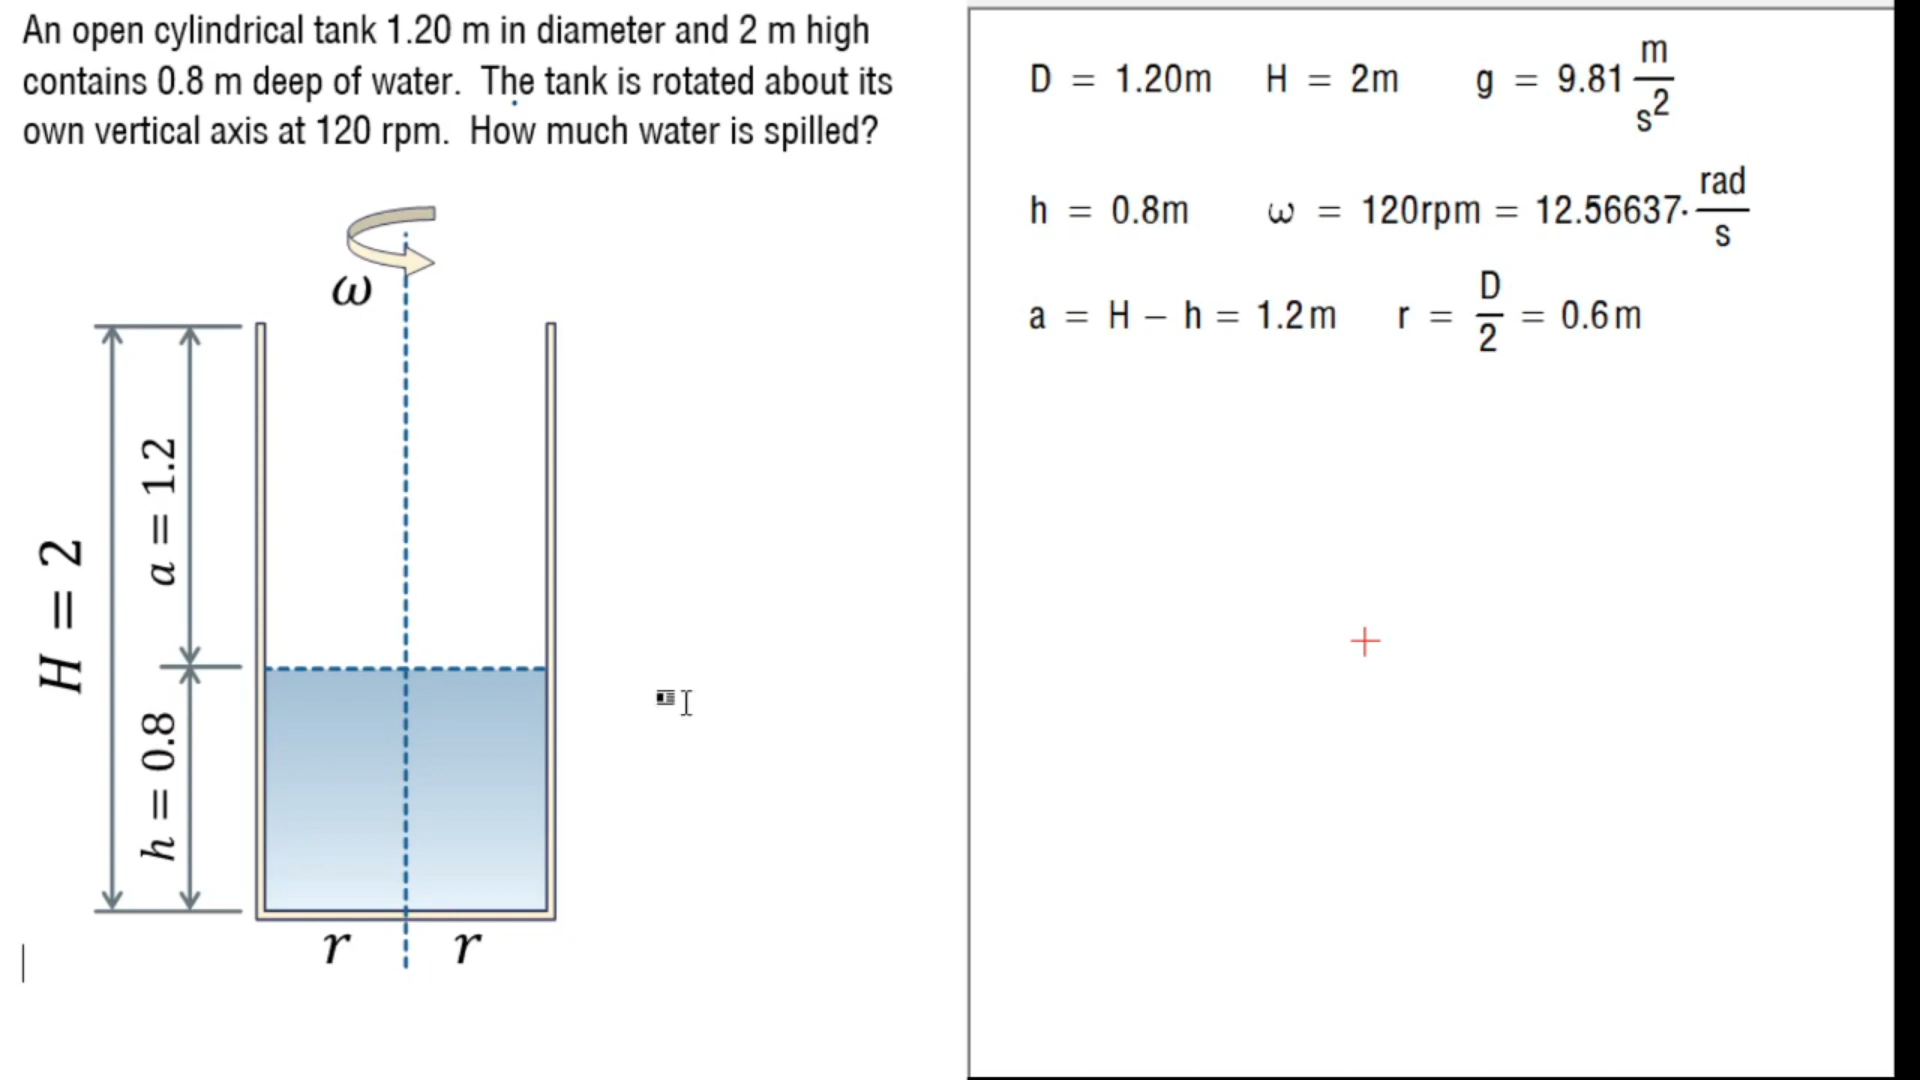 An open cylindrical tank 1.20 m in diameter and 2 m high
contains 0.8 m deep of water. The tank is rotated about its
own vertical axis at 120 rpm. How much water is spilled?
D = 1.20m H = 2m g = 9.81 m/s²
h = 0.8m ω = 120rpm = 12.56637· rad/s
a = H − h = 1.2 m r = D/2 = 0.6 m
ω
H = 2
a = 1.2
h = 0.8
r r